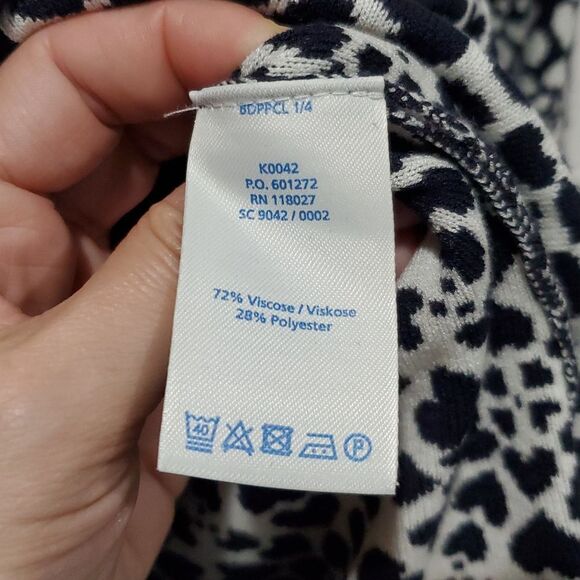 BDPPCL 1/4
K0042
P.O. 601272
RN 118027
SC 9042 / 0002
72% Viscose / Viskose
28% Polyester
40
P